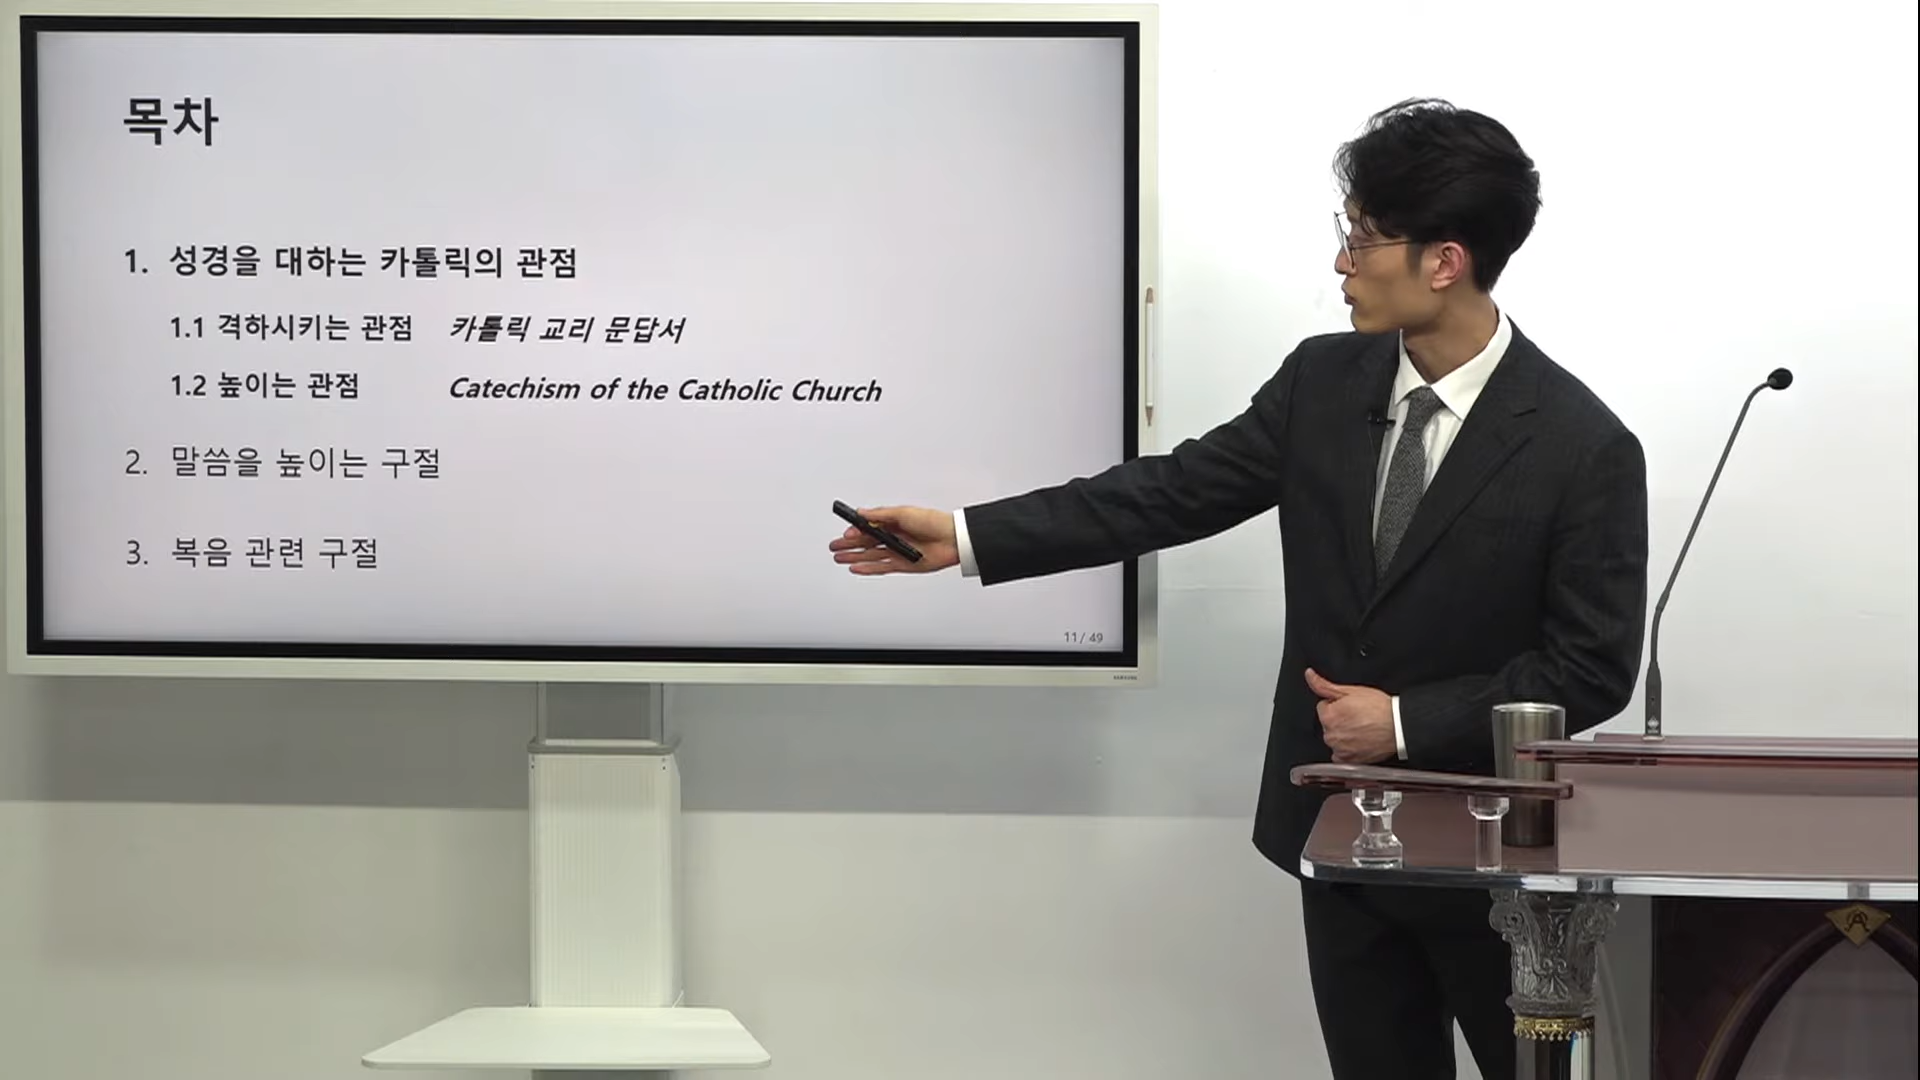 목차
1. 성경을 대하는 카톨릭의 관점
1.1 격하시키는 관점 카톨릭 교리 문답서
1.2 높이는 관점 Catechism of the Catholic Church
2. 말씀을 높이는 구절
3. 복음 관련 구절
11 / 49
SAMSUNG